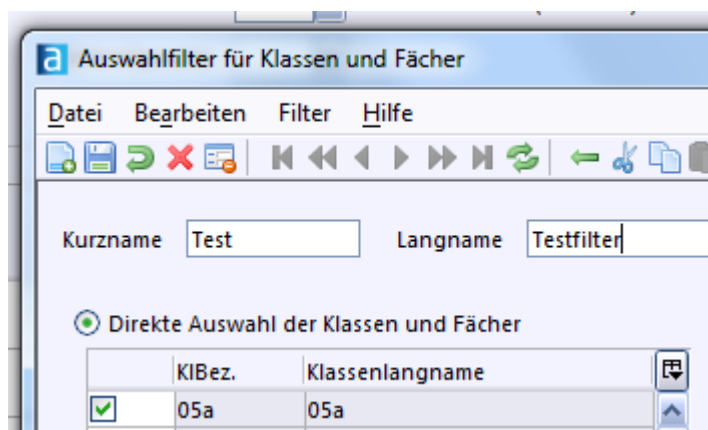 Auswahlfilter für Klassen und Fächer
Datei Bearbeiten Filter Hilfe
Kurzname Test Langname Testfilter
Direkte Auswahl der Klassen und Fächer
KlBez. Klassenlangname
05a 05a